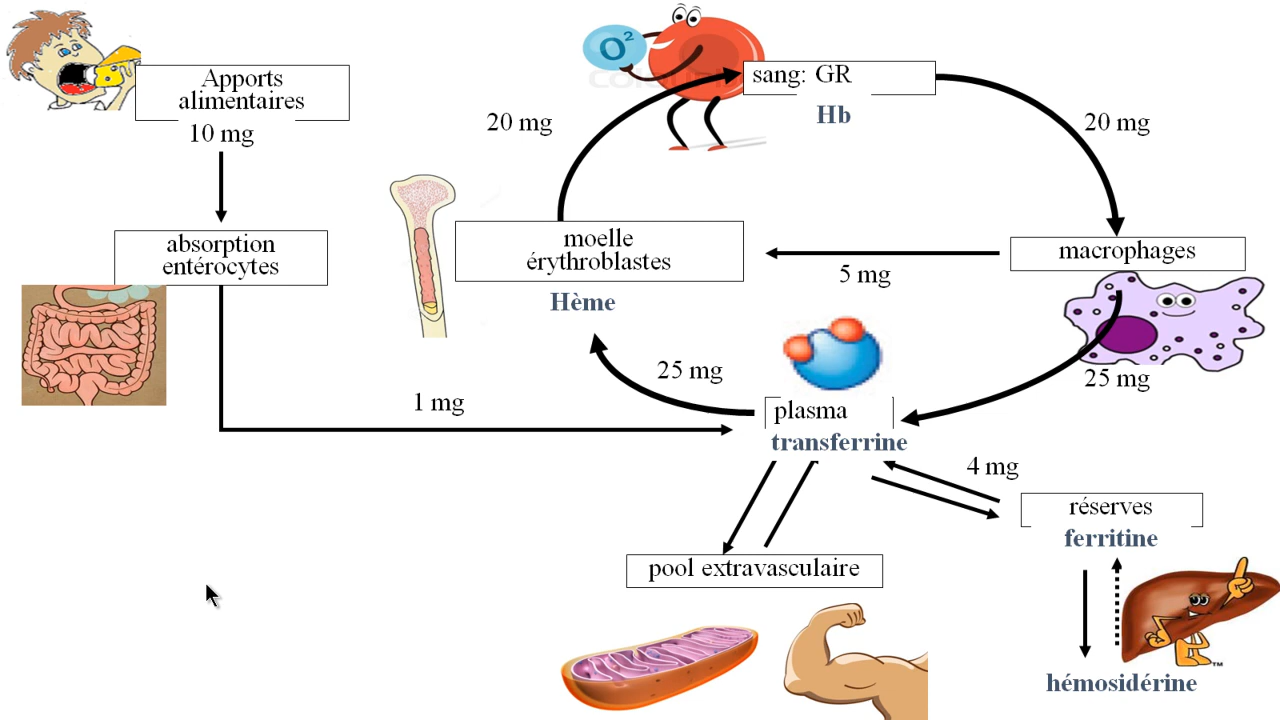 Apports
alimentaires
10 mg
absorption
entérocytes
1 mg
O²
sang: GR
Hb
20 mg
20 mg
moelle
érythroblastes
Hème
macrophages
5 mg
25 mg
25 mg
plasma
transferrine
4 mg
réserves
ferritine
pool extravasculaire
hémosidérine
TM